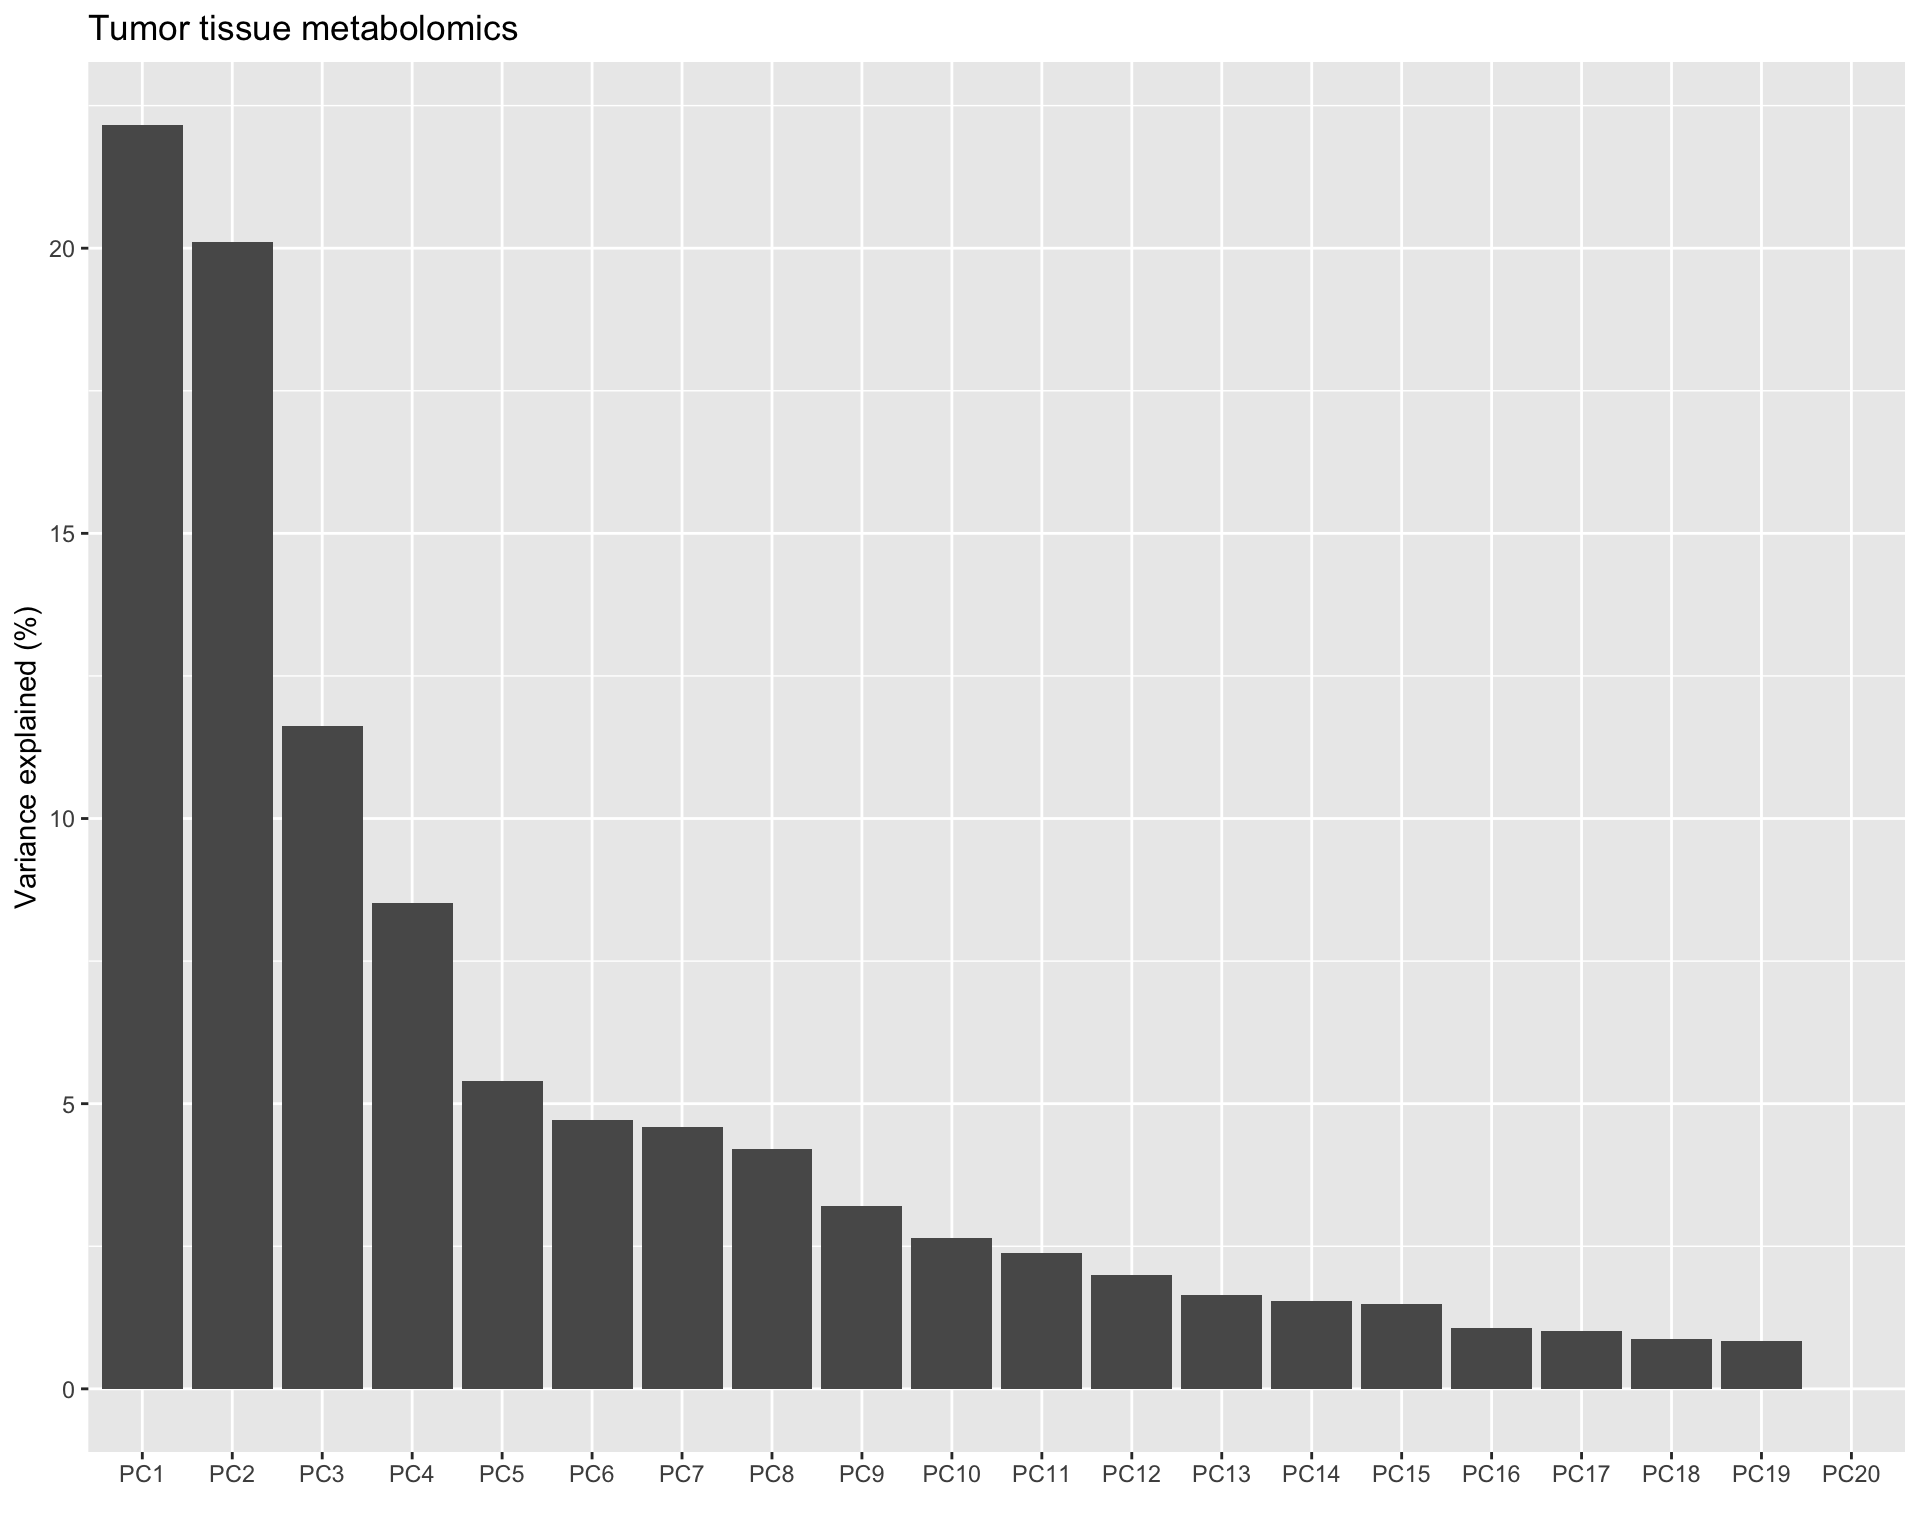 Tumor tissue metabolomics
Variance explained (%)
20
15
10
5
0
PC1 PC2 PC3 PC4 PC5 PC6 PC7 PC8 PC9 PC10 PC11 PC12 PC13 PC14 PC15 PC16 PC17 PC18 PC19 PC20